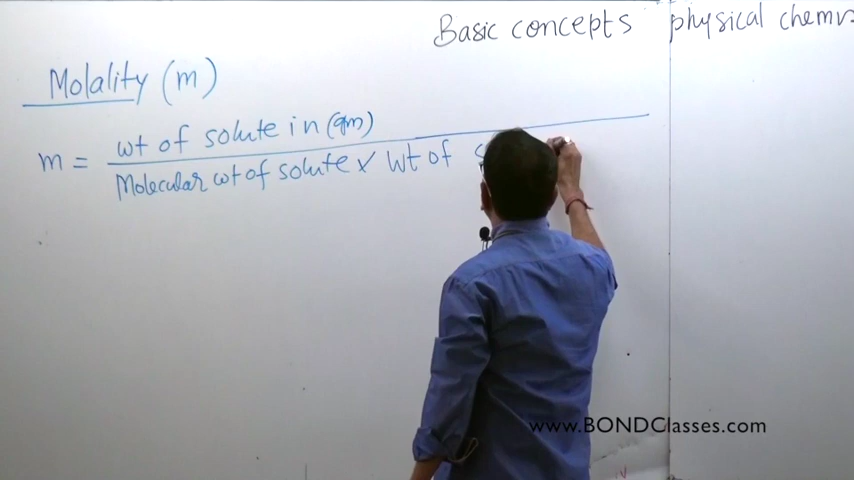 Basic concepts physical chem
Molality (m)
m = wt of solute in (gm)
Molecular wt of solute x Wt of
www.BONDClasses.com